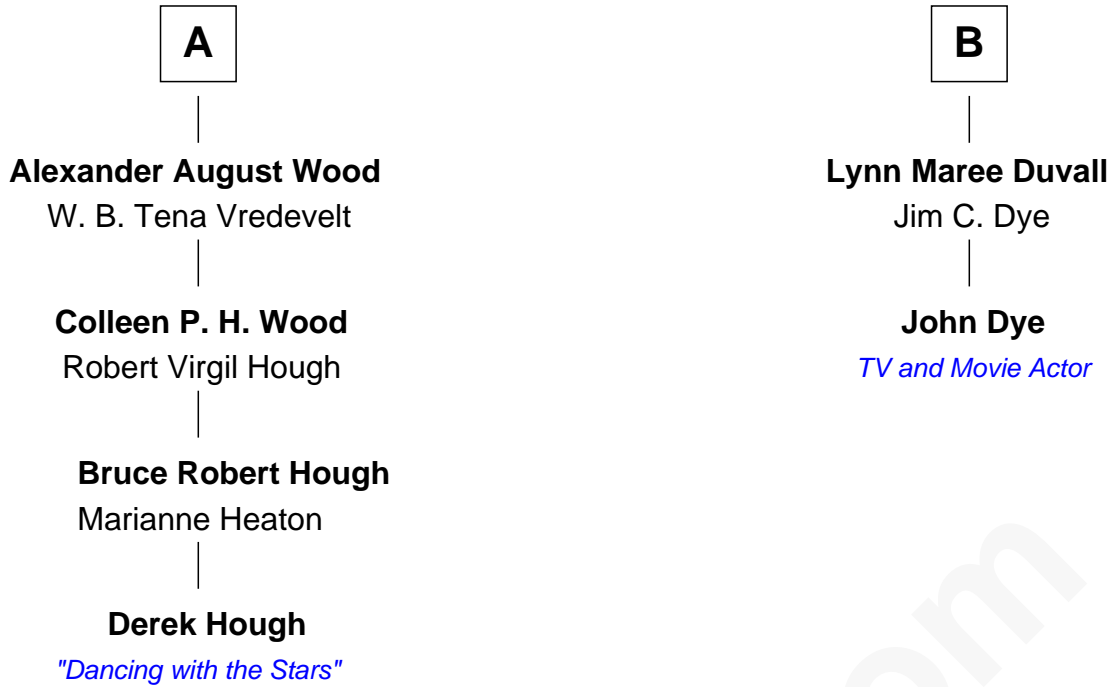 A
Alexander August Wood
W. B. Tena Vredevelt
Colleen P. H. Wood
Robert Virgil Hough
Bruce Robert Hough
Marianne Heaton
Derek Hough
"Dancing with the Stars"
B
Lynn Maree Duvall
Jim C. Dye
John Dye
TV and Movie Actor
om